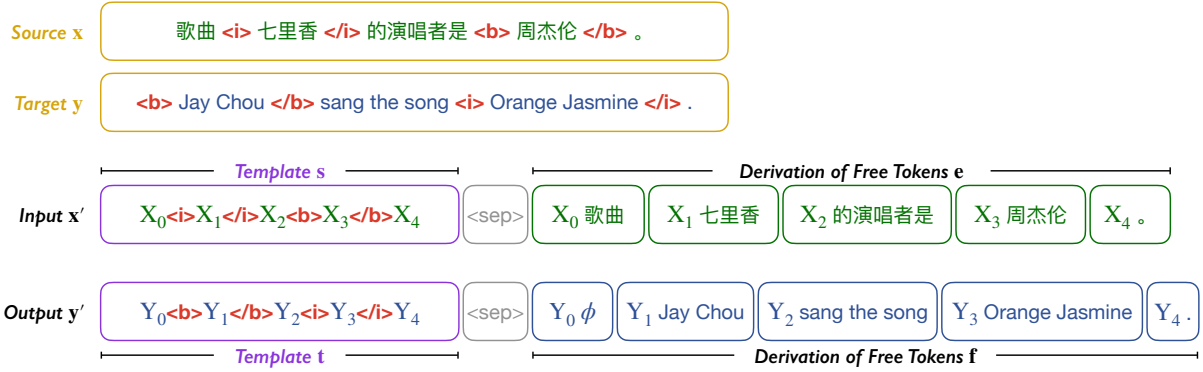 Source x 歌曲 <i> 七里香 </i> 的演唱者是 <b> 周杰伦 </b> 。
Target y <b> Jay Chou </b> sang the song <i> Orange Jasmine </i> .
Template s Derivation of Free Tokens e
Input x′ X₀<i>X₁</i>X₂<b>X₃</b>X₄ <sep> X₀ 歌曲 X₁ 七里香 X₂ 的演唱者是 X₃ 周杰伦 X₄ 。
Output y′ Y₀<b>Y₁</b>Y₂<i>Y₃</i>Y₄ <sep> Y₀ ϕ Y₁ Jay Chou Y₂ sang the song Y₃ Orange Jasmine Y₄ .
Template t Derivation of Free Tokens f